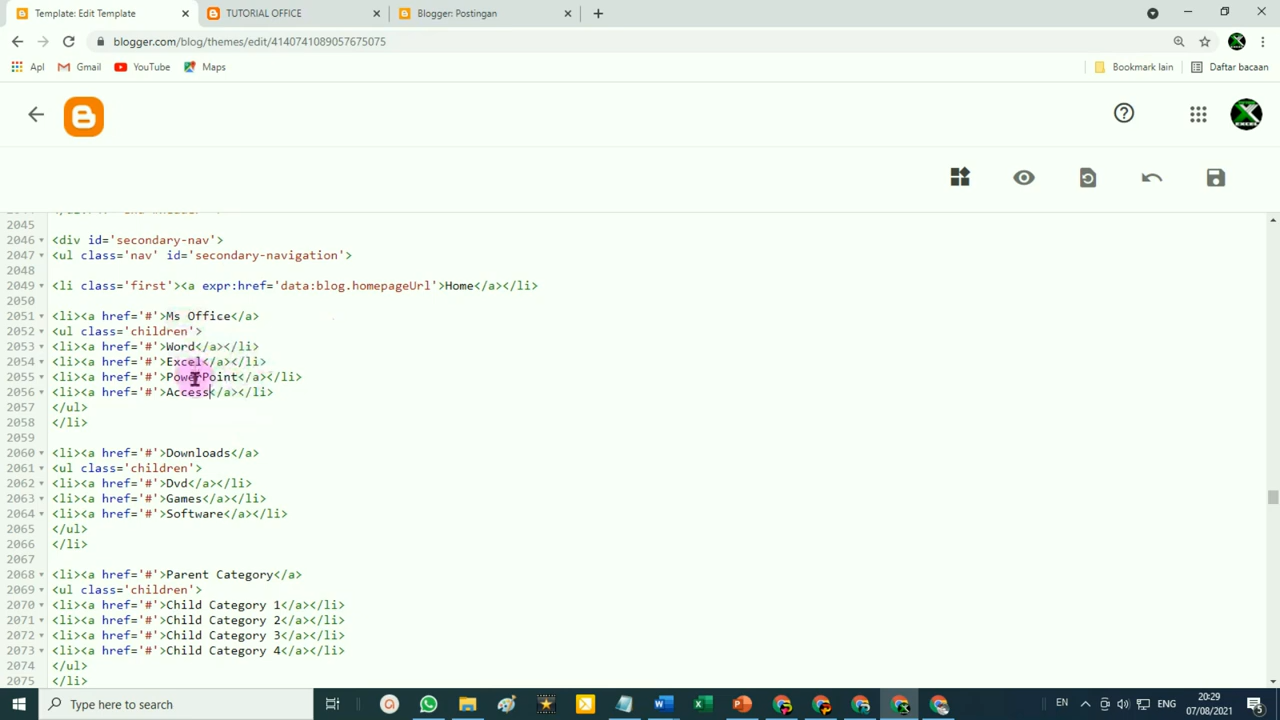 Template: Edit Template
TUTORIAL OFFICE
Blogger: Postingan
blogger.com/blog/themes/edit/4140741089057675075
Apl
Gmail
YouTube
Maps
Bookmark lain
Daftar bacaan
2045
2046 <div id='secondary-nav'>
2047 <ul class='nav' id='secondary-navigation'>
2048
2049 <li class='first'><a expr:href='data:blog.homepageUrl'>Home</a></li>
2050
2051 <li><a href='#'>Ms Office</a>
2052 <ul class='children'>
2053 <li><a href='#'>Word</a></li>
2054 <li><a href='#'>Excel</a></li>
2055 <li><a href='#'>PowerPoint</a></li>
2056 <li><a href='#'>Access</a></li>
2057 </ul>
2058 </li>
2059
2060 <li><a href='#'>Downloads</a>
2061 <ul class='children'>
2062 <li><a href='#'>Dvd</a></li>
2063 <li><a href='#'>Games</a></li>
2064 <li><a href='#'>Software</a></li>
2065 </ul>
2066 </li>
2067
2068 <li><a href='#'>Parent Category</a>
2069 <ul class='children'>
2070 <li><a href='#'>Child Category 1</a></li>
2071 <li><a href='#'>Child Category 2</a></li>
2072 <li><a href='#'>Child Category 3</a></li>
2073 <li><a href='#'>Child Category 4</a></li>
2074 </ul>
2075 </li>
Type here to search
EN
20:29
07/08/2021
5